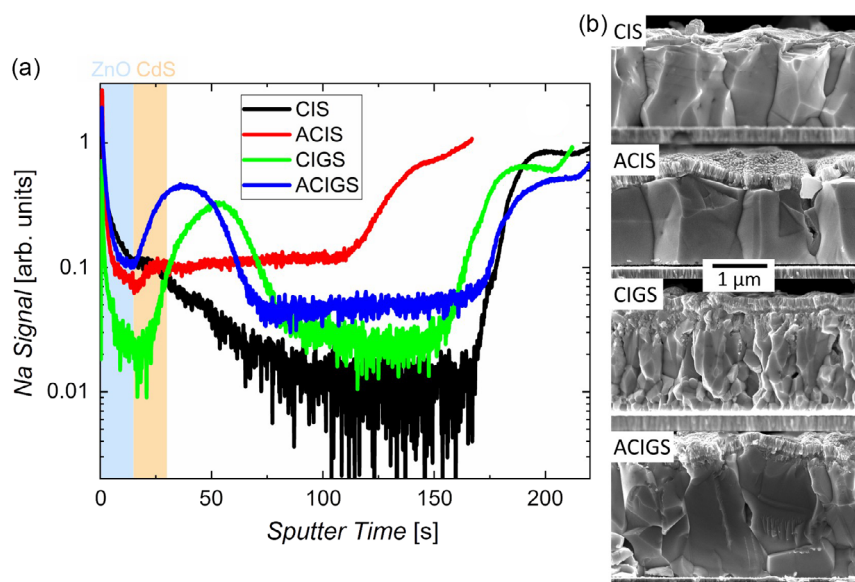 (a)
ZnO CdS
CIS
ACIS
CIGS
ACIGS
1
0.1
0.01
Na Signal [arb. units]
0
50
100
150
200
Sputter Time [s]
(b)
CIS
ACIS
1 μm
CIGS
ACIGS